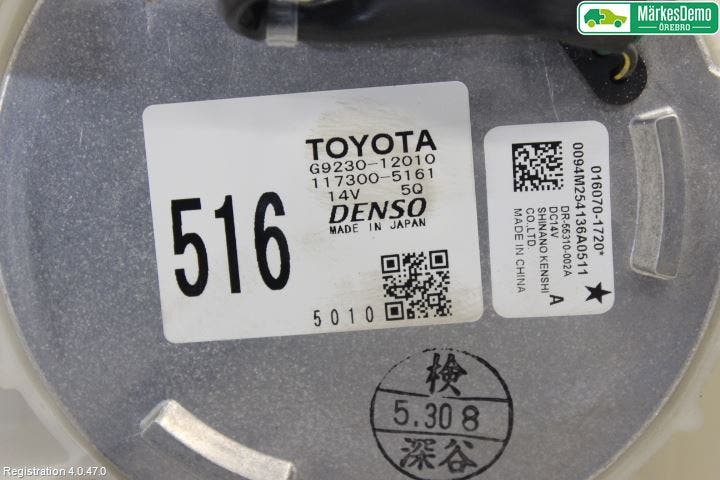 MärkesDemo
ÖREBRO
TOYOTA
G9230-12010
117300-5161
14V 5Q
DENSO
MADE IN JAPAN
516
5010
016070-1720*
0094M254136A0511
DR-55310-002A
DC14V A
SHINANO KENSHI
CO.,LTD.
MADE IN CHINA
検
5.30 8
深谷
Registration 4.0.47.0